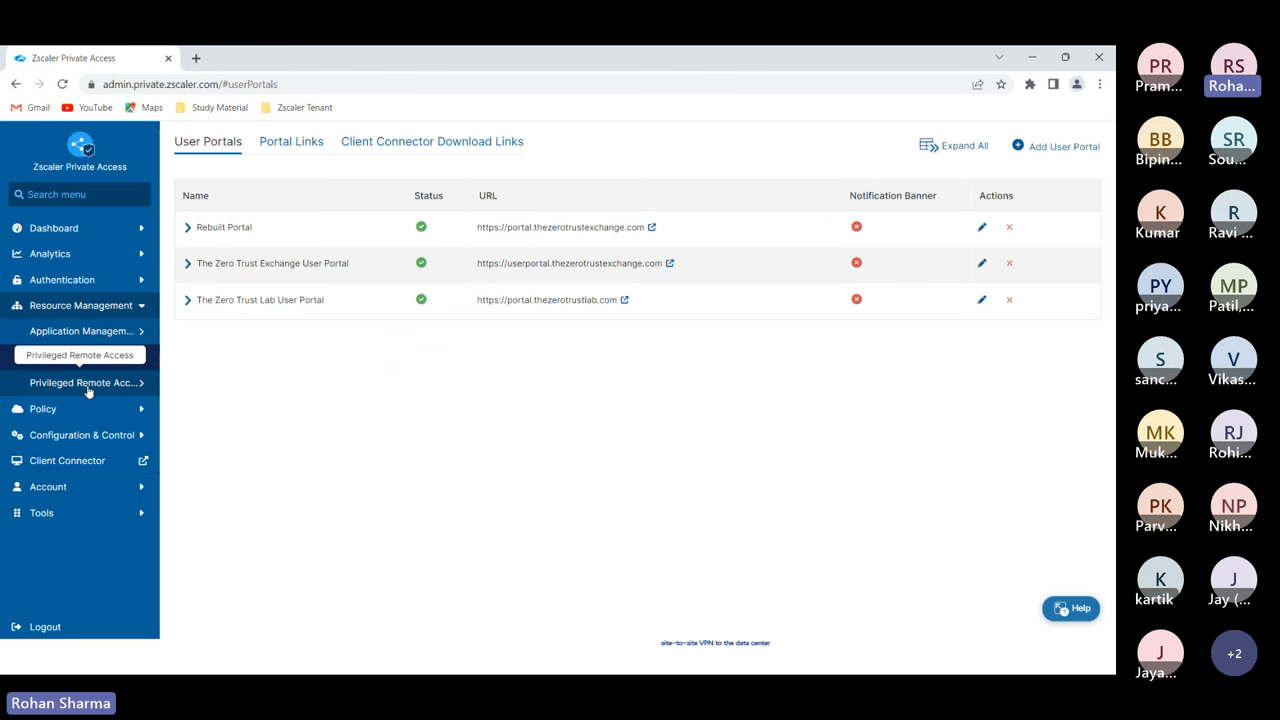 Zscaler Private Access
admin.private.zscaler.com/#userPortals
Gmail
YouTube
Maps
Study Material
Zscaler Tenant
Zscaler Private Access
Search menu
Dashboard
Analytics
Authentication
Resource Management
Application Managem...
Privileged Remote Access
Privileged Remote Acc...
Policy
Configuration & Control
Client Connector
Account
Tools
Logout
User Portals
Portal Links
Client Connector Download Links
Expand All
Add User Portal
Name Status URL Notification Banner Actions
Rebuilt Portal https://portal.thezerotrustexchange.com
The Zero Trust Exchange User Portal https://userportal.thezerotrustexchange.com
The Zero Trust Lab User Portal https://portal.thezerotrustlab.com
Help
site-to-site VPN to the data center
PR RS
Pram... Roha...
BB SR
Bipin... Sou...
K R
Kumar Ravi ...
PY MP
priya... Patil,...
S V
sanc... Vikas...
MK RJ
Muk... Rohi...
PK NP
Parv... Nikh...
K J
kartik Jay (...
J +2
Jaya...
Rohan Sharma